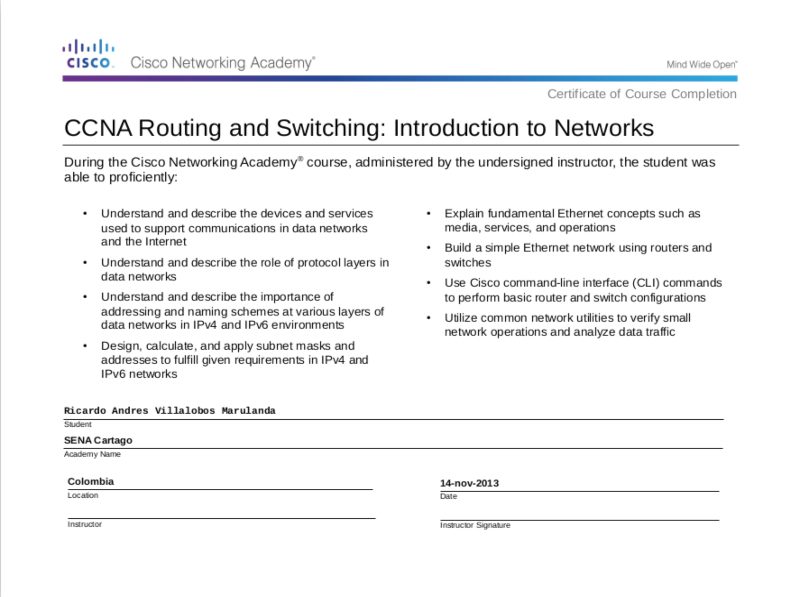 CISCO™ Cisco Networking Academy® Mind Wide Open®
Certificate of Course Completion
CCNA Routing and Switching: Introduction to Networks
During the Cisco Networking Academy® course, administered by the undersigned instructor, the student was
able to proficiently:
• Understand and describe the devices and services
used to support communications in data networks
and the Internet
• Understand and describe the role of protocol layers in
data networks
• Understand and describe the importance of
addressing and naming schemes at various layers of
data networks in IPv4 and IPv6 environments
• Design, calculate, and apply subnet masks and
addresses to fulfill given requirements in IPv4 and
IPv6 networks
• Explain fundamental Ethernet concepts such as
media, services, and operations
• Build a simple Ethernet network using routers and
switches
• Use Cisco command-line interface (CLI) commands
to perform basic router and switch configurations
• Utilize common network utilities to verify small
network operations and analyze data traffic
Ricardo Andres Villalobos Marulanda
Student
SENA Cartago
Academy Name
Colombia
Location
14-nov-2013
Date
Instructor
Instructor Signature